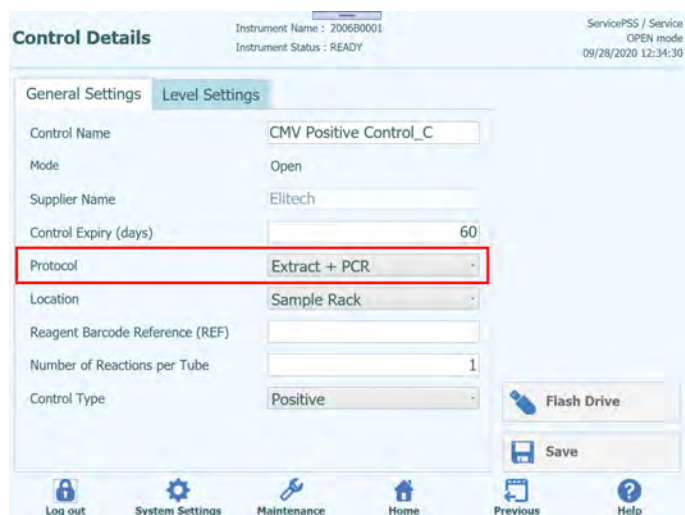 Control Details
Instrument Name : 2006B0001
Instrument Status : READY
ServicePSS / Service
OPEN mode
09/28/2020 12:34:30
General Settings
Level Settings
Control Name CMV Positive Control_C
Mode Open
Supplier Name Elitech
Control Expiry (days) 60
Protocol Extract + PCR
Location Sample Rack
Reagent Barcode Reference (REF)
Number of Reactions per Tube 1
Control Type Positive
Flash Drive
Save
Log out System Settings Maintenance Home Previous Help